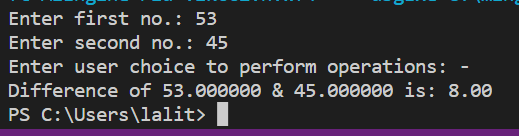 Enter first no.: 53
Enter second no.: 45
Enter user choice to perform operations: -
Difference of 53.000000 & 45.000000 is: 8.00
PS C:\Users\lalit>